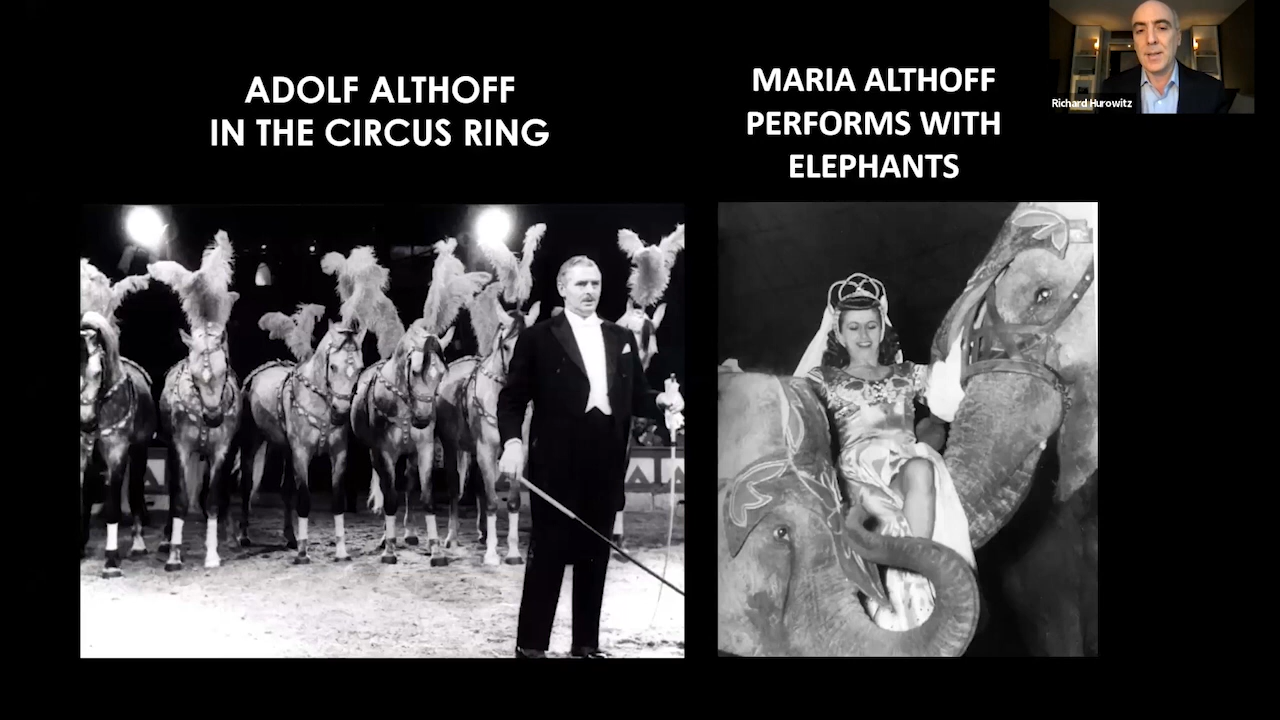 ADOLF ALTHOFF
IN THE CIRCUS RING
MARIA ALTHOFF
PERFORMS WITH
ELEPHANTS
Richard Hurowitz